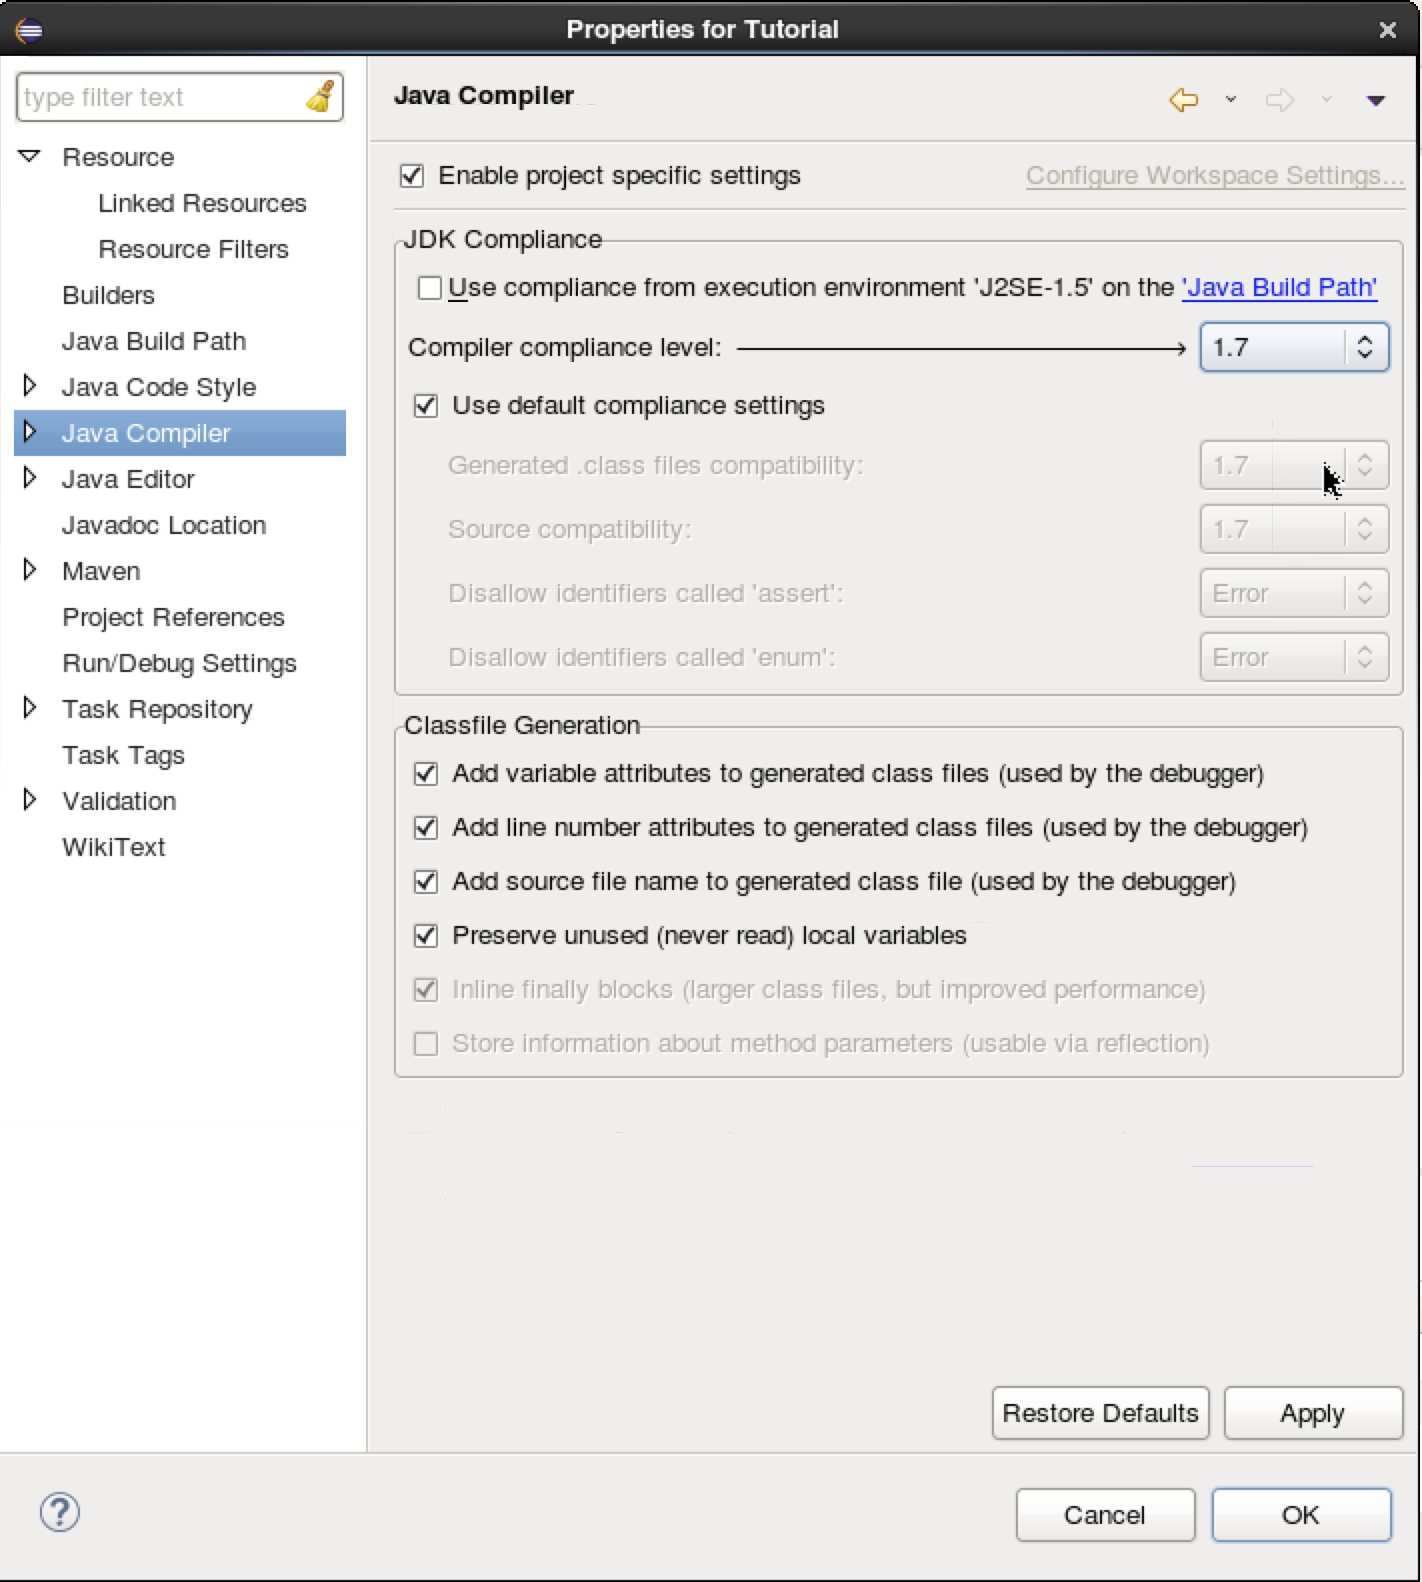 Properties for Tutorial
type filter text
Resource
Linked Resources
Resource Filters
Builders
Java Build Path
Java Code Style
Java Compiler
Java Editor
Javadoc Location
Maven
Project References
Run/Debug Settings
Task Repository
Task Tags
Validation
WikiText
Java Compiler
Enable project specific settings
Configure Workspace Settings...
JDK Compliance
Use compliance from execution environment 'J2SE-1.5' on the 'Java Build Path'
Compiler compliance level: 1.7
Use default compliance settings
Generated .class files compatibility: 1.7
Source compatibility: 1.7
Disallow identifiers called 'assert': Error
Disallow identifiers called 'enum': Error
Classfile Generation
Add variable attributes to generated class files (used by the debugger)
Add line number attributes to generated class files (used by the debugger)
Add source file name to generated class file (used by the debugger)
Preserve unused (never read) local variables
Inline finally blocks (larger class files, but improved performance)
Store information about method parameters (usable via reflection)
Restore Defaults
Apply
?
Cancel
OK